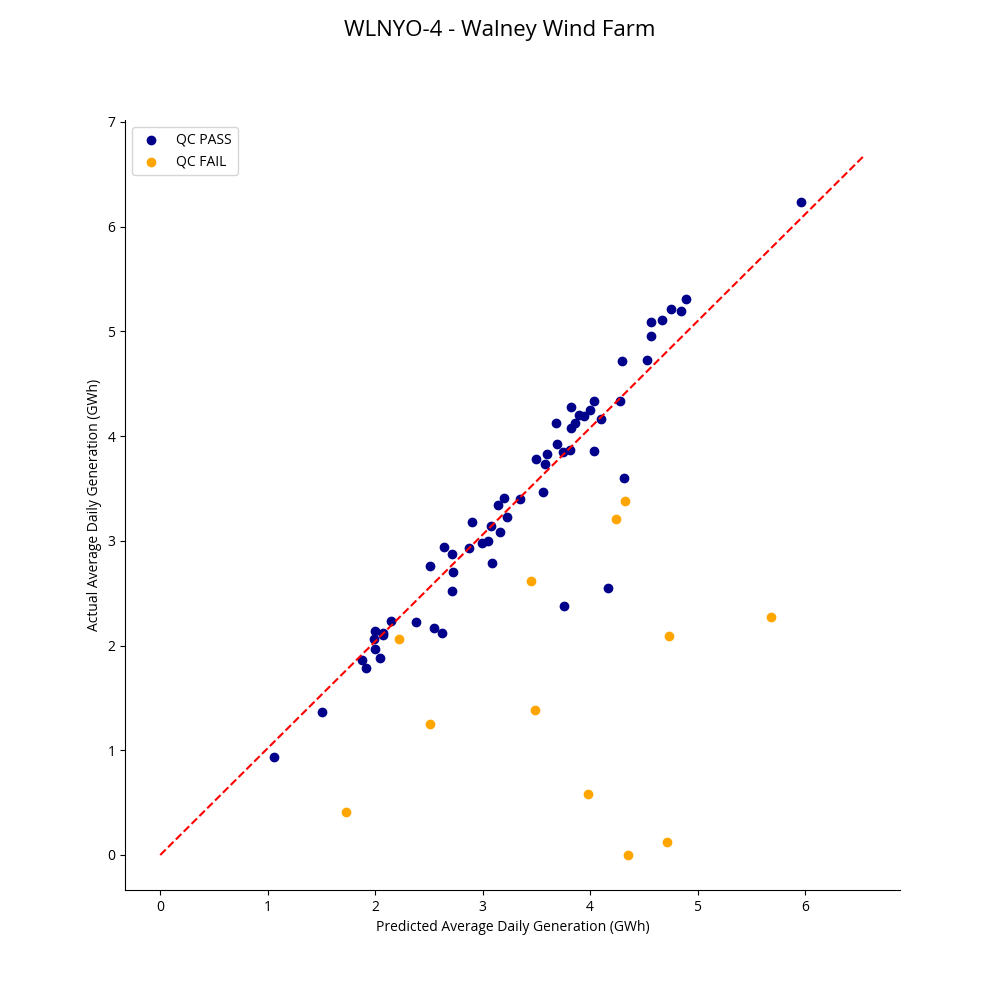 WLNYO-4 - Walney Wind Farm
QC PASS
QC FAIL
Actual Average Daily Generation (GWh)
7
6
5
4
3
2
1
0
0 1 2 3 4 5 6
Predicted Average Daily Generation (GWh)